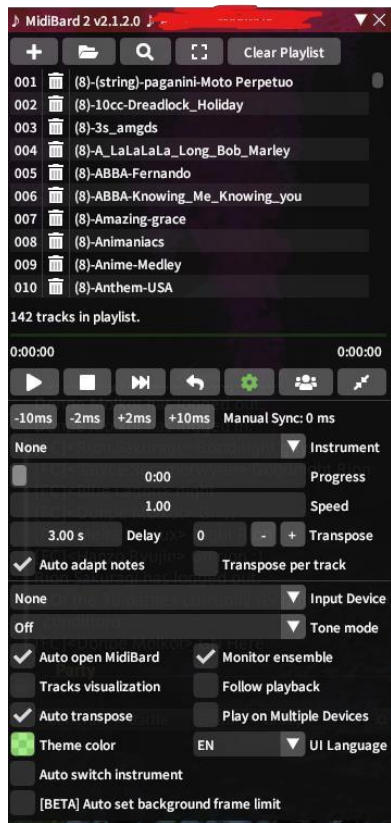 ♪ MidiBard 2 v2.1.2.0 ♪
Clear Playlist
001 (8)-(string)-paganini-Moto Perpetuo
002 (8)-10cc-Dreadlock_Holiday
003 (8)-3s_amgds
004 (8)-A_LaLaLaLa_Long_Bob_Marley
005 (8)-ABBA-Fernando
006 (8)-ABBA-Knowing_Me_Knowing_you
007 (8)-Amazing-grace
008 (8)-Animaniacs
009 (8)-Anime-Medley
010 (8)-Anthem-USA
142 tracks in playlist.
0:00:00 0:00:00
-10ms -2ms +2ms +10ms Manual Sync: 0 ms
None Instrument
0:00 Progress
1.00 Speed
3.00 s Delay 0 - + Transpose
Auto adapt notes Transpose per track
None Input Device
Off Tone mode
Auto open MidiBard Monitor ensemble
Tracks visualization Follow playback
Auto transpose Play on Multiple Devices
Theme color EN UI Language
Auto switch instrument
[BETA] Auto set background frame limit